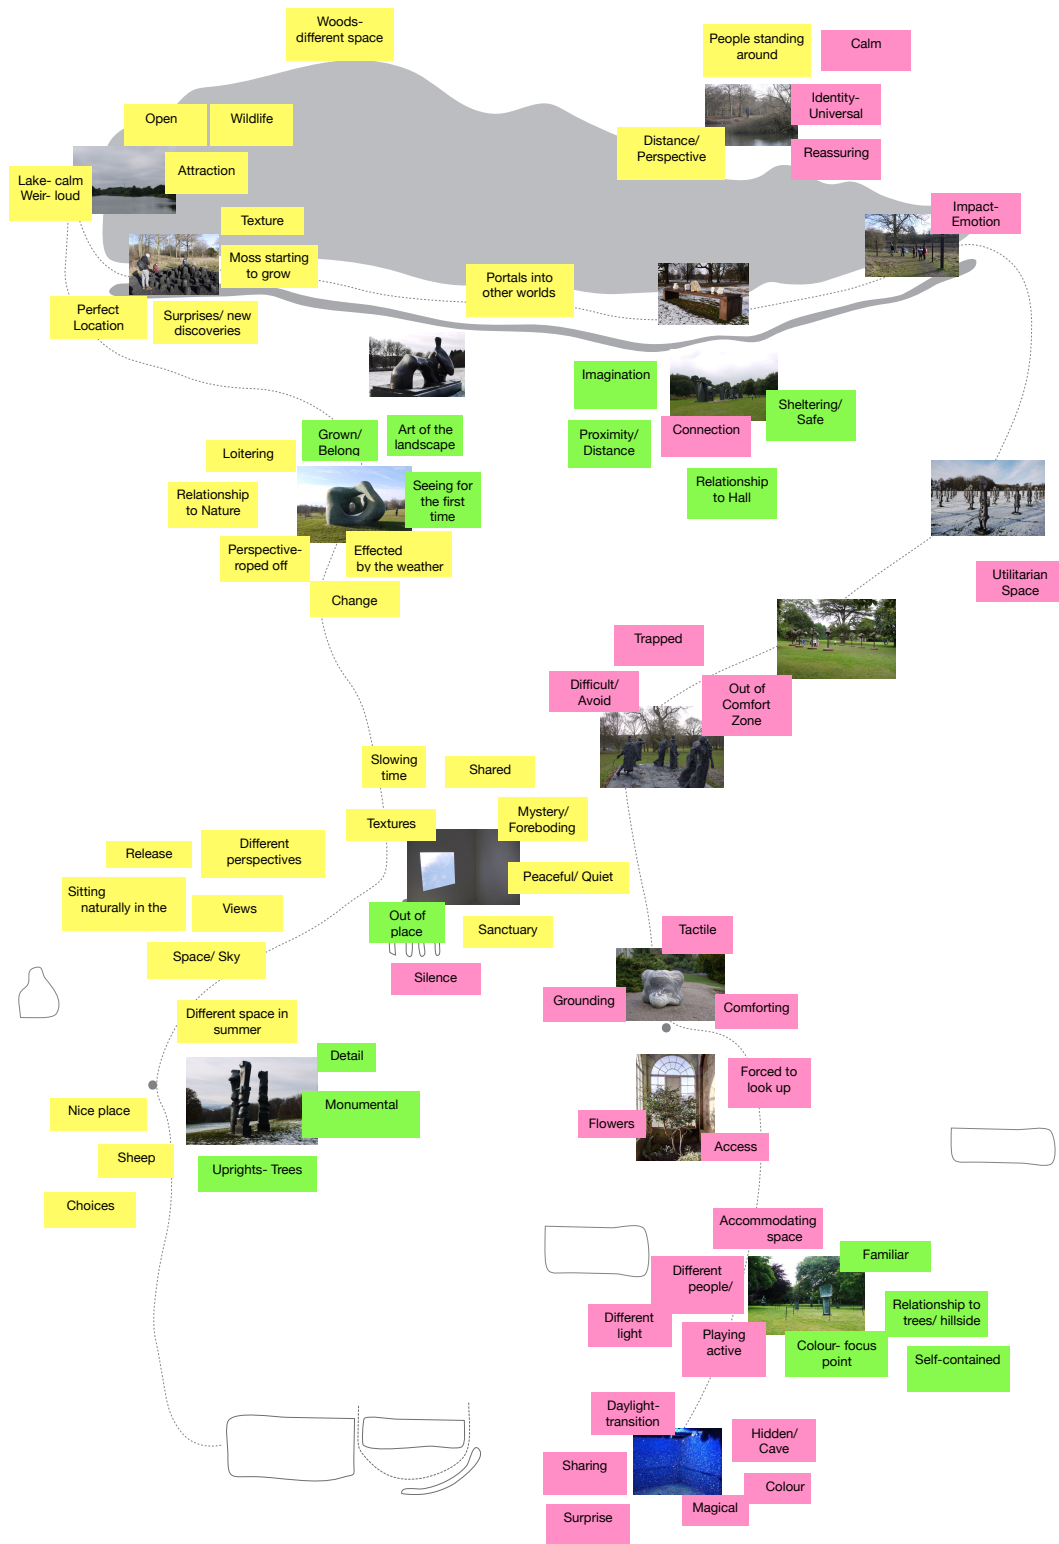 Woods-
different space
People standing
around
Calm
Open
Wildlife
Identity-
Universal
Distance/
Perspective
Reassuring
Attraction
Lake- calm
Weir- loud
Impact-
Emotion
Texture
Moss starting
to grow
Portals into
other worlds
Perfect
Location
Surprises/ new
discoveries
Imagination
Sheltering/
Safe
Grown/
Belong
Art of the
landscape
Proximity/
Distance
Connection
Loitering
Relationship
to Hall
Seeing for
the first
time
Relationship
to Nature
Perspective-
roped off
Effected
by the weather
Utilitarian
Space
Change
Trapped
Difficult/
Avoid
Out of
Comfort
Zone
Slowing
time
Shared
Textures
Mystery/
Foreboding
Different
perspectives
Release
Peaceful/ Quiet
Sitting
naturally in the
Views
Out of
place
Sanctuary
Tactile
Space/ Sky
Silence
Grounding
Comforting
Different space in
summer
Detail
Forced to
look up
Monumental
Nice place
Flowers
Access
Sheep
Uprights- Trees
Choices
Accommodating
space
Familiar
Different
people/
Relationship to
trees/ hillside
Different
light
Playing
active
Colour- focus
point
Self-contained
Daylight-
transition
Hidden/
Cave
Sharing
Colour
Magical
Surprise